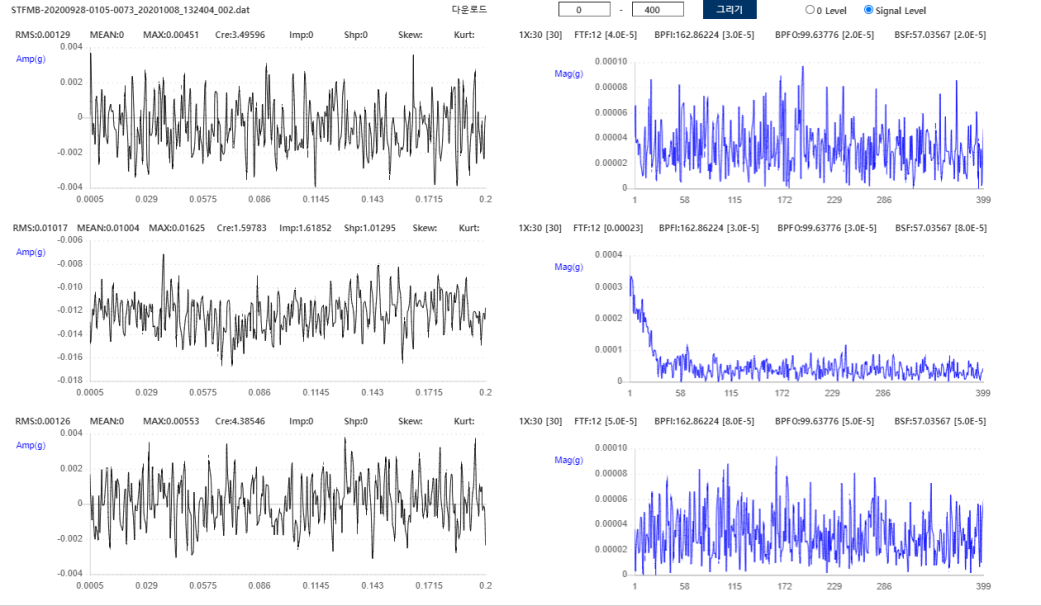 STFMB-20200928-0105-0073_20201008_132404_002.dat 다운로드 0 - 400 그리기 0 Level Signal Level
RMS:0.00129 MEAN:0 MAX:0.00451 Cre:3.49596 Imp:0 Shp:0 Skew: Kurt:
Amp(g)
0.004
0.002
0
-0.002
-0.004
0.0005 0.029 0.0575 0.086 0.1145 0.143 0.1715 0.2
1X:30 [30] FTF:12 [4.0E-5] BPFI:162.86224 [3.0E-5] BPFO:99.63776 [2.0E-5] BSF:57.03567 [2.0E-5]
Mag(g)
0.00010
0.00008
0.00006
0.00004
0.00002
0
1 58 115 172 229 286 399
RMS:0.01017 MEAN:0.01004 MAX:0.01625 Cre:1.59783 Imp:1.61852 Shp:1.01295 Skew: Kurt:
Amp(g)
-0.006
-0.008
-0.010
-0.012
-0.014
-0.016
-0.018
0.0005 0.029 0.0575 0.086 0.1145 0.143 0.1715 0.2
1X:30 [30] FTF:12 [0.00023] BPFI:162.86224 [3.0E-5] BPFO:99.63776 [3.0E-5] BSF:57.03567 [8.0E-5]
Mag(g)
0.0004
0.0003
0.0002
0.0001
0
1 58 115 172 229 286 399
RMS:0.00126 MEAN:0 MAX:0.00553 Cre:4.38546 Imp:0 Shp:0 Skew: Kurt:
Amp(g)
0.004
0.002
0
-0.002
-0.004
0.0005 0.029 0.0575 0.086 0.1145 0.143 0.1715 0.2
1X:30 [30] FTF:12 [5.0E-5] BPFI:162.86224 [8.0E-5] BPFO:99.63776 [5.0E-5] BSF:57.03567 [5.0E-5]
Mag(g)
0.00010
0.00008
0.00006
0.00004
0.00002
0
1 58 115 172 229 286 399